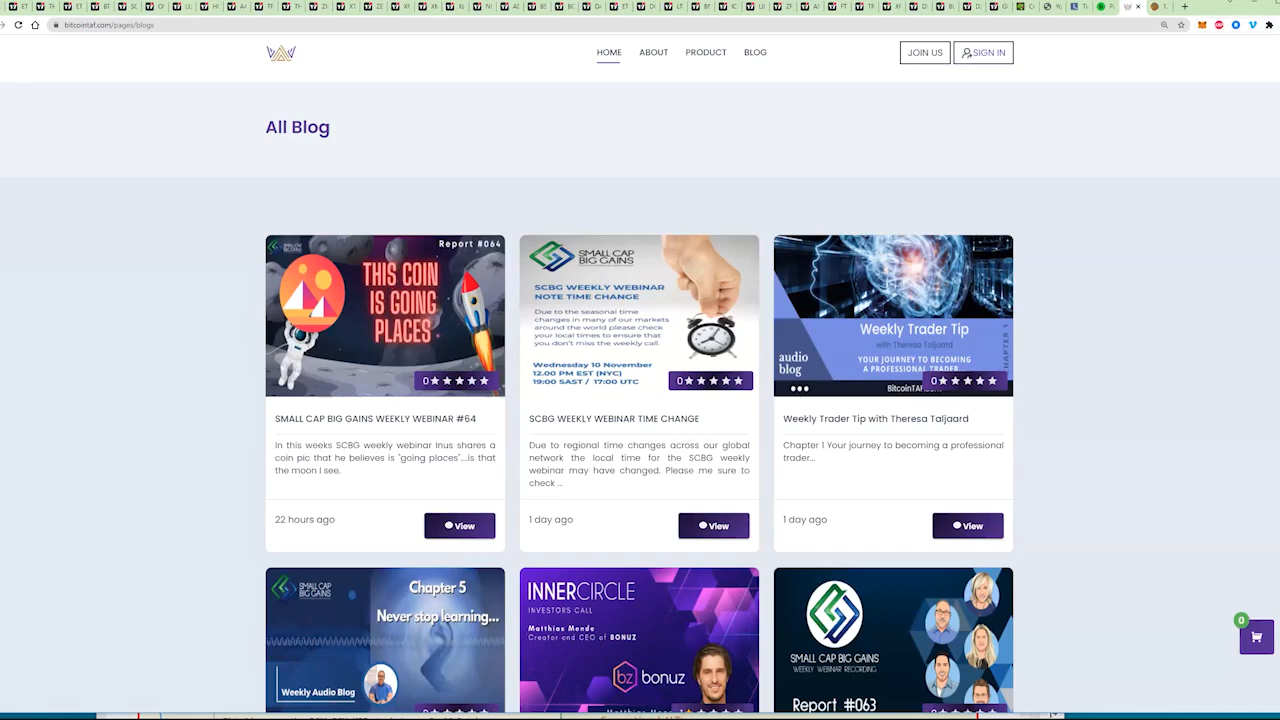 bitcointaf.com/pages/blogs
HOME
ABOUT
PRODUCT
BLOG
JOIN US
SIGN IN
All Blog
SMALL CAP
BIG GAINS
Report #064
THIS COIN
IS GOING
PLACES
0
SMALL CAP BIG GAINS WEEKLY WEBINAR #64
In this weeks SCBG weekly webinar Inus shares a
coin pic that he believes is "going places"....is that
the moon I see.
22 hours ago
View
SMALL CAP
BIG GAINS
SCBG WEEKLY WEBINAR
NOTE TIME CHANGE
Due to the seasonal time
changes in many of our markets
around the world please check
your local times to ensure that
you don't miss the weekly call.
Wednesday 10 November
12.00 PM EST (NYC)
19:00 SAST / 17:00 UTC
0
SCBG WEEKLY WEBINAR TIME CHANGE
Due to regional time changes across our global
network the local time for the SCBG weekly
webinar may have changed. Please me sure to
check ...
1 day ago
View
Weekly Trader Tip
with Theresa Taljaard
YOUR JOURNEY TO BECOMING
A PROFESSIONAL TRADER
audio
blog
CHAPTER 1
BitcoinTAF.com
0
Weekly Trader Tip with Theresa Taljaard
Chapter 1 Your journey to becoming a professional
trader...
1 day ago
View
SMALL CAP
BIG GAINS
Chapter 5
Never stop learning...
Weekly Audio Blog
INNERCIRCLE
INVESTORS CALL
Matthias Mende
Creator and CEO of BONUZ
bz bonuz
SMALL CAP BIG GAINS
WEEKLY WEBINAR RECORDING
Report #063
0